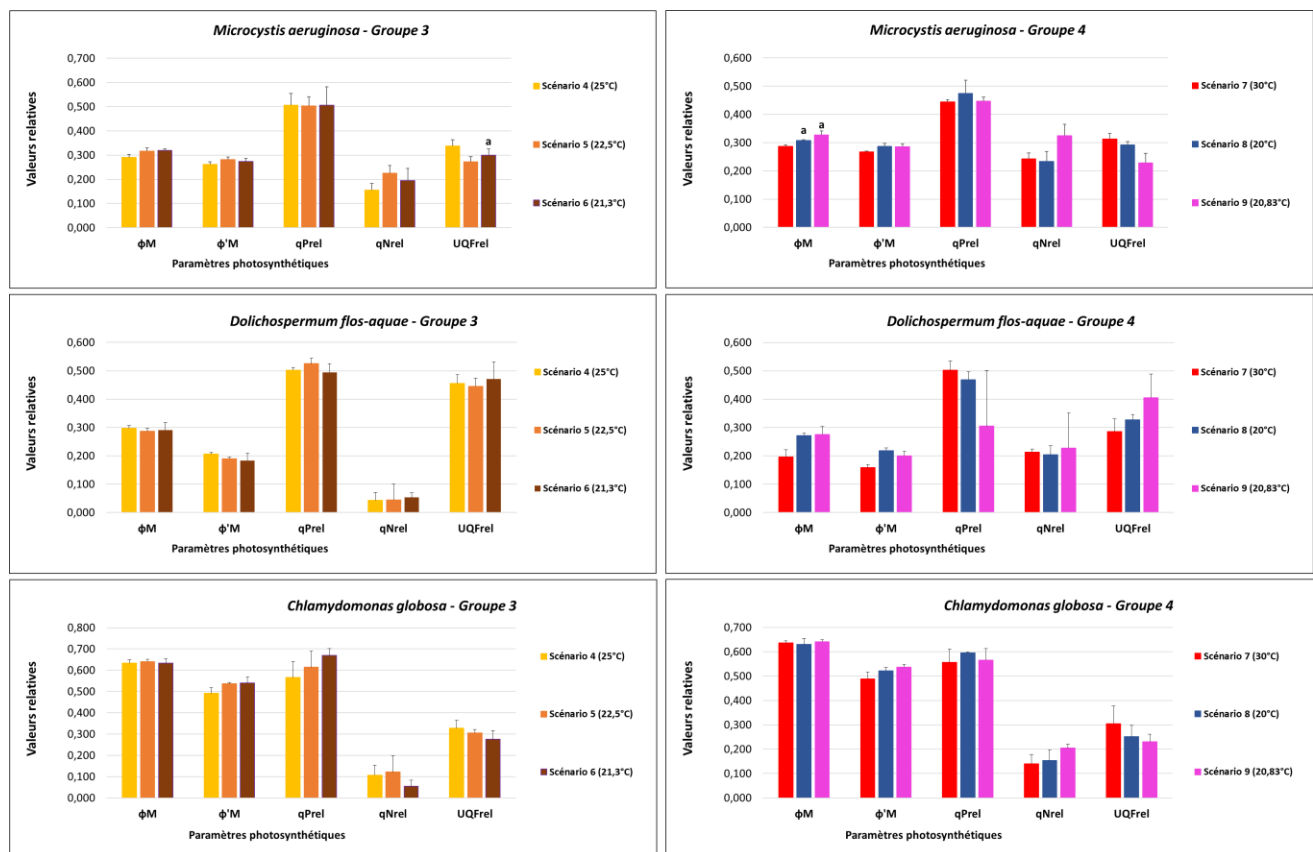 Microcystis aeruginosa - Groupe 3
0,700
0,600
0,500
0,400
0,300
0,200
0,100
0,000
Valeurs relatives
a
ϕM ϕ'M qPrel qNrel UQFrel
Paramètres photosynthétiques
Scénario 4 (25°C)
Scénario 5 (22,5°C)
Scénario 6 (21,3°C)
Microcystis aeruginosa - Groupe 4
0,600
0,500
0,400
0,300
0,200
0,100
0,000
Valeurs relatives
a a
ϕM ϕ'M qPrel qNrel UQFrel
Paramètres photosynthétiques
Scénario 7 (30°C)
Scénario 8 (20°C)
Scénario 9 (20,83°C)
Dolichospermum flos-aquae - Groupe 3
0,600
0,500
0,400
0,300
0,200
0,100
0,000
Valeurs relatives
ϕM ϕ'M qPrel qNrel UQFrel
Paramètres photosynthétiques
Scénario 4 (25°C)
Scénario 5 (22,5°C)
Scénario 6 (21,3°C)
Dolichospermum flos-aquae - Groupe 4
0,600
0,500
0,400
0,300
0,200
0,100
0,000
Valeurs relatives
ϕM ϕ'M qPrel qNrel UQFrel
Paramètres photosynthétiques
Scénario 7 (30°C)
Scénario 8 (20°C)
Scénario 9 (20,83°C)
Chlamydomonas globosa - Groupe 3
0,800
0,700
0,600
0,500
0,400
0,300
0,200
0,100
0,000
Valeurs relatives
ϕM ϕ'M qPrel qNrel UQFrel
Paramètres photosynthétiques
Scénario 4 (25°C)
Scénario 5 (22,5°C)
Scénario 6 (21,3°C)
Chlamydomonas globosa - Groupe 4
0,700
0,600
0,500
0,400
0,300
0,200
0,100
0,000
Valeurs relatives
ϕM ϕ'M qPrel qNrel UQFrel
Paramètres photosynthétiques
Scénario 7 (30°C)
Scénario 8 (20°C)
Scénario 9 (20,83°C)